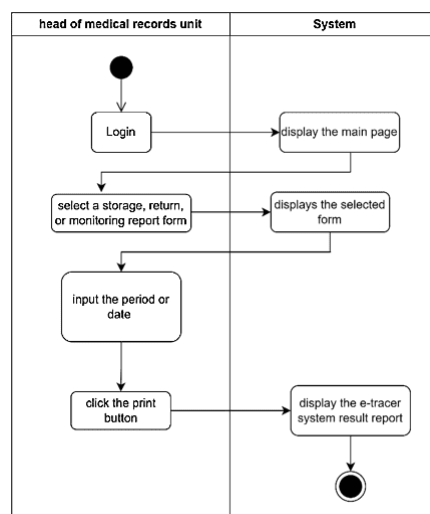 head of medical records unit
System
Login
display the main page
select a storage, return,
or monitoring report form
displays the selected
form
input the period or
date
click the print
button
display the e-tracer
system result report